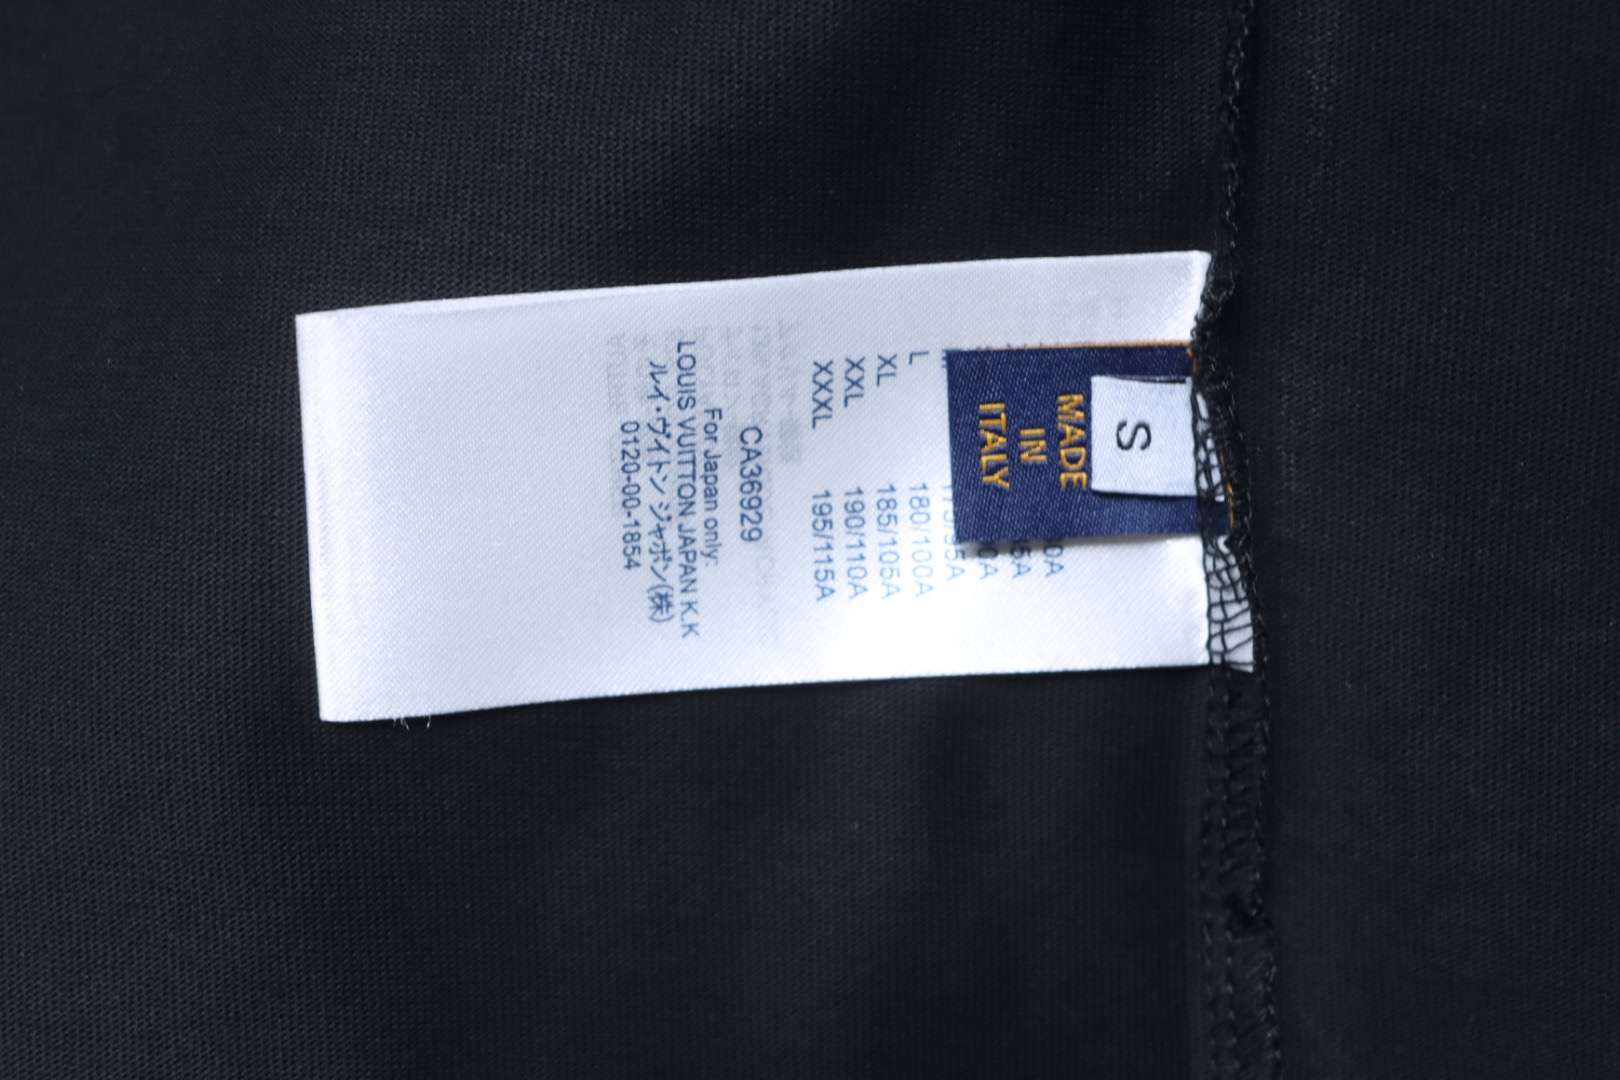 S
MADE
IN
ITALY
L 180/100A
XL 185/105A
XXL 190/110A
XXXL 195/115A
CA36929
For Japan only:
LOUIS VUITTON JAPAN K.K
ルイ・ヴィトン ジャポン(株)
0120-00-1854